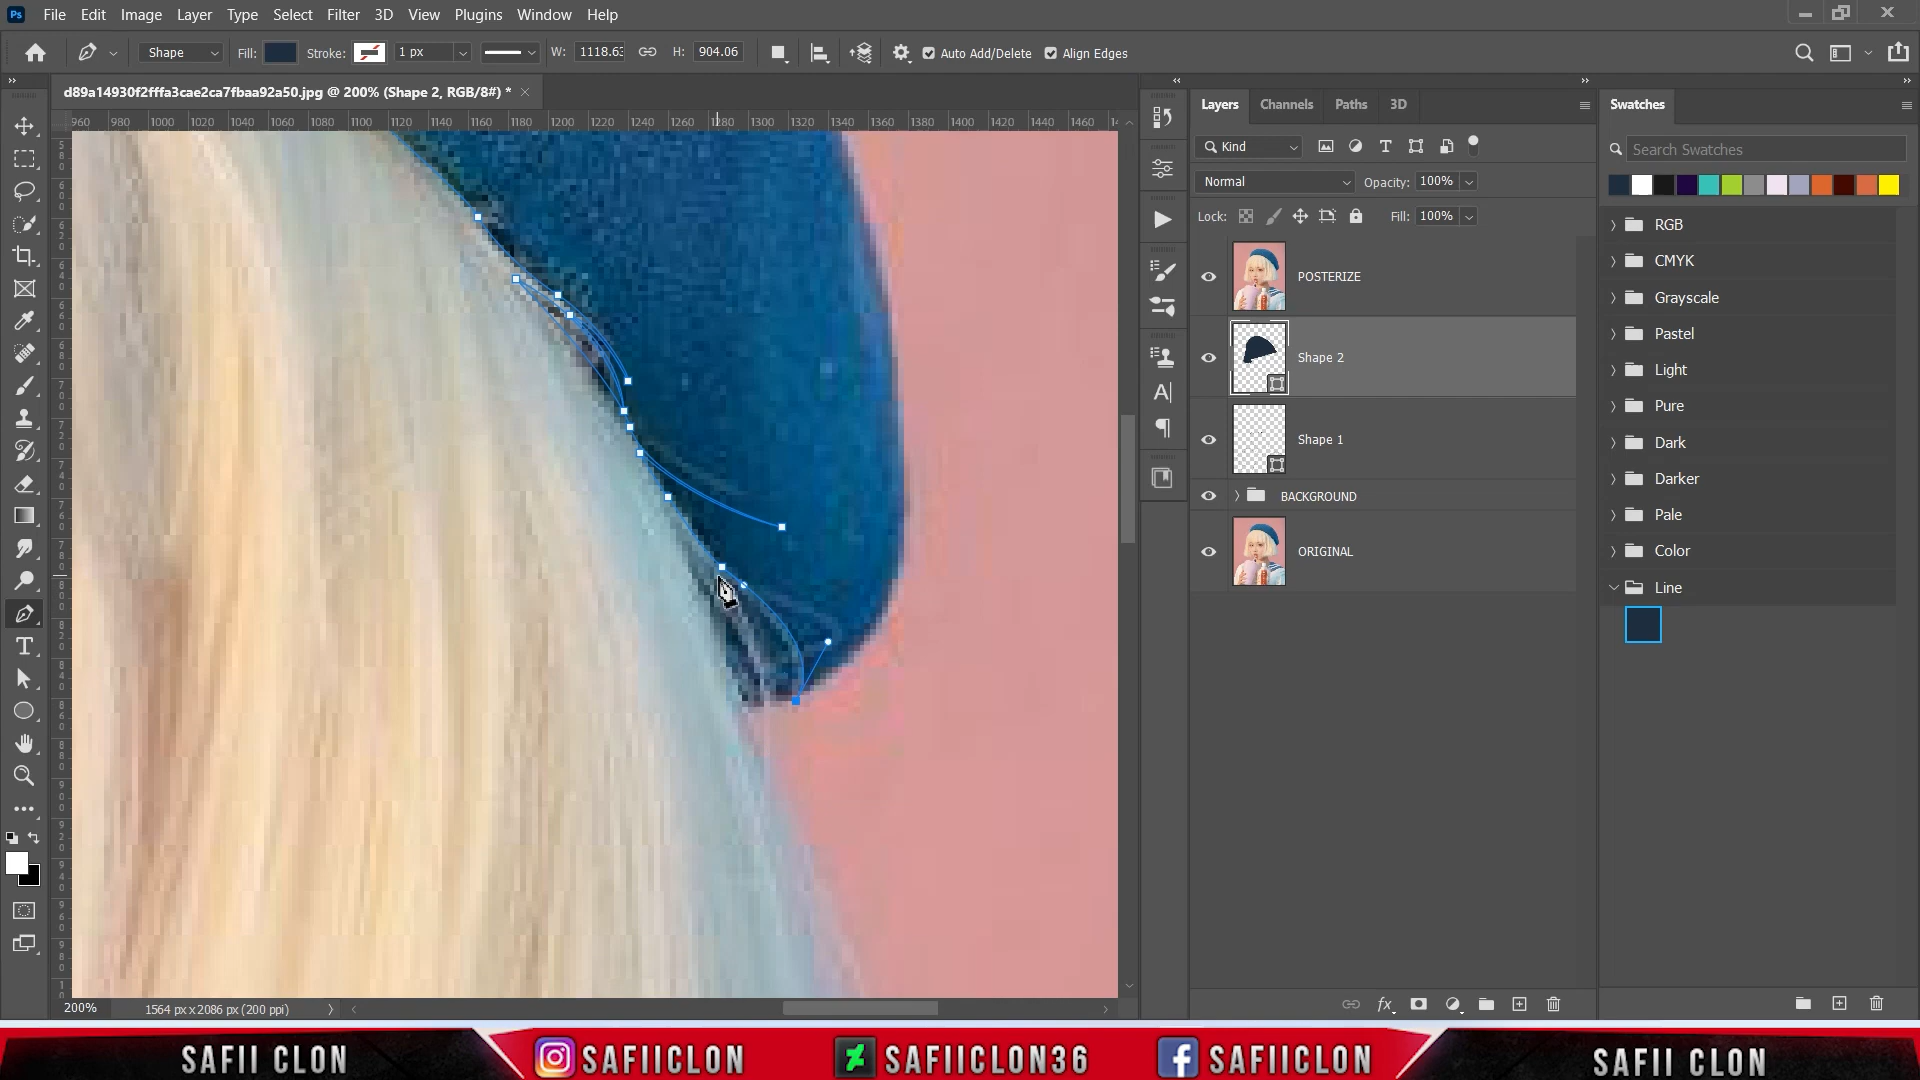 Ps File Edit Image Layer Type Select Filter 3D View Plugins Window Help
Shape Fill: Stroke: 1 px W: 1118.63 H: 904.06 Auto Add/Delete Align Edges
d89a14930f2fffa3cae2ca7fbaa92a50.jpg @ 200% (Shape 2, RGB/8#) *
960 980 1000 1020 1040 1060 1080 1100 1120 1140 1160 1180 1200 1220 1240 1260 1280 1300 1320 1340 1360 1380 1400 1420 1440 1460
Layers Channels Paths 3D
Kind
Normal Opacity: 100%
Lock: Fill: 100%
POSTERIZE
Shape 2
Shape 1
BACKGROUND
ORIGINAL
Swatches
Search Swatches
RGB
CMYK
Grayscale
Pastel
Light
Pure
Dark
Darker
Pale
Color
Line
200% 1564 px x 2086 px (200 ppi)
SAFII CLON SAFIICLON SAFIICLON36 SAFIICLON SAFII CLON